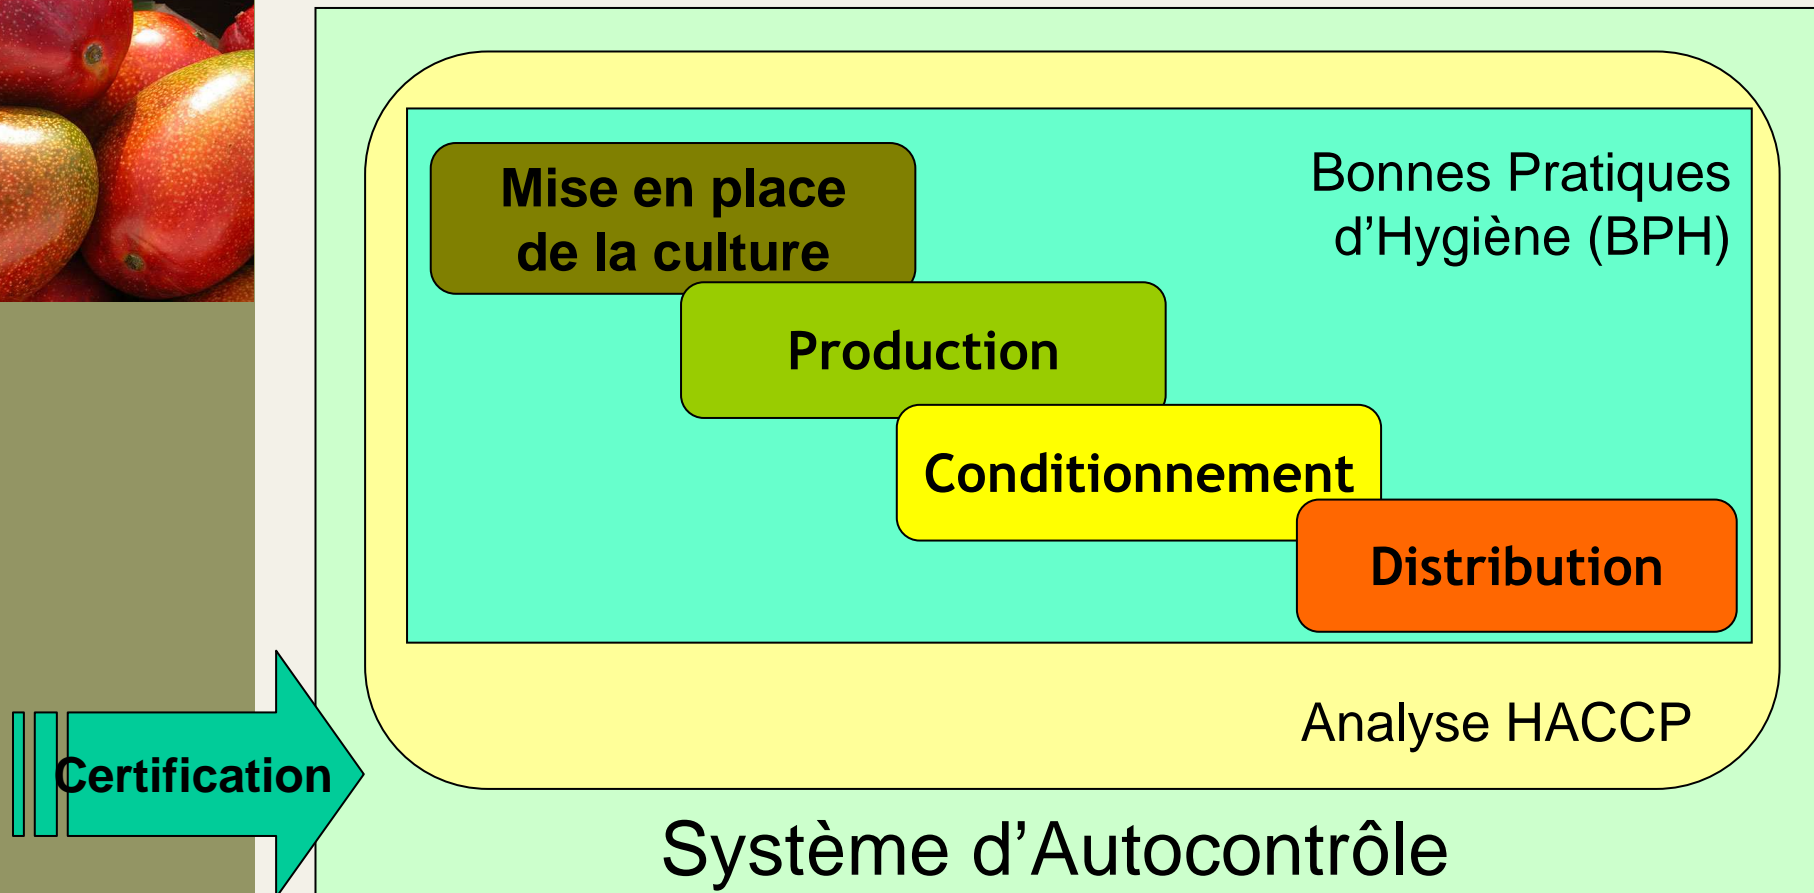 Mise en place
de la culture
Bonnes Pratiques
d’Hygiène (BPH)
Production
Conditionnement
Distribution
Analyse HACCP
Certification
Système d’Autocontrôle